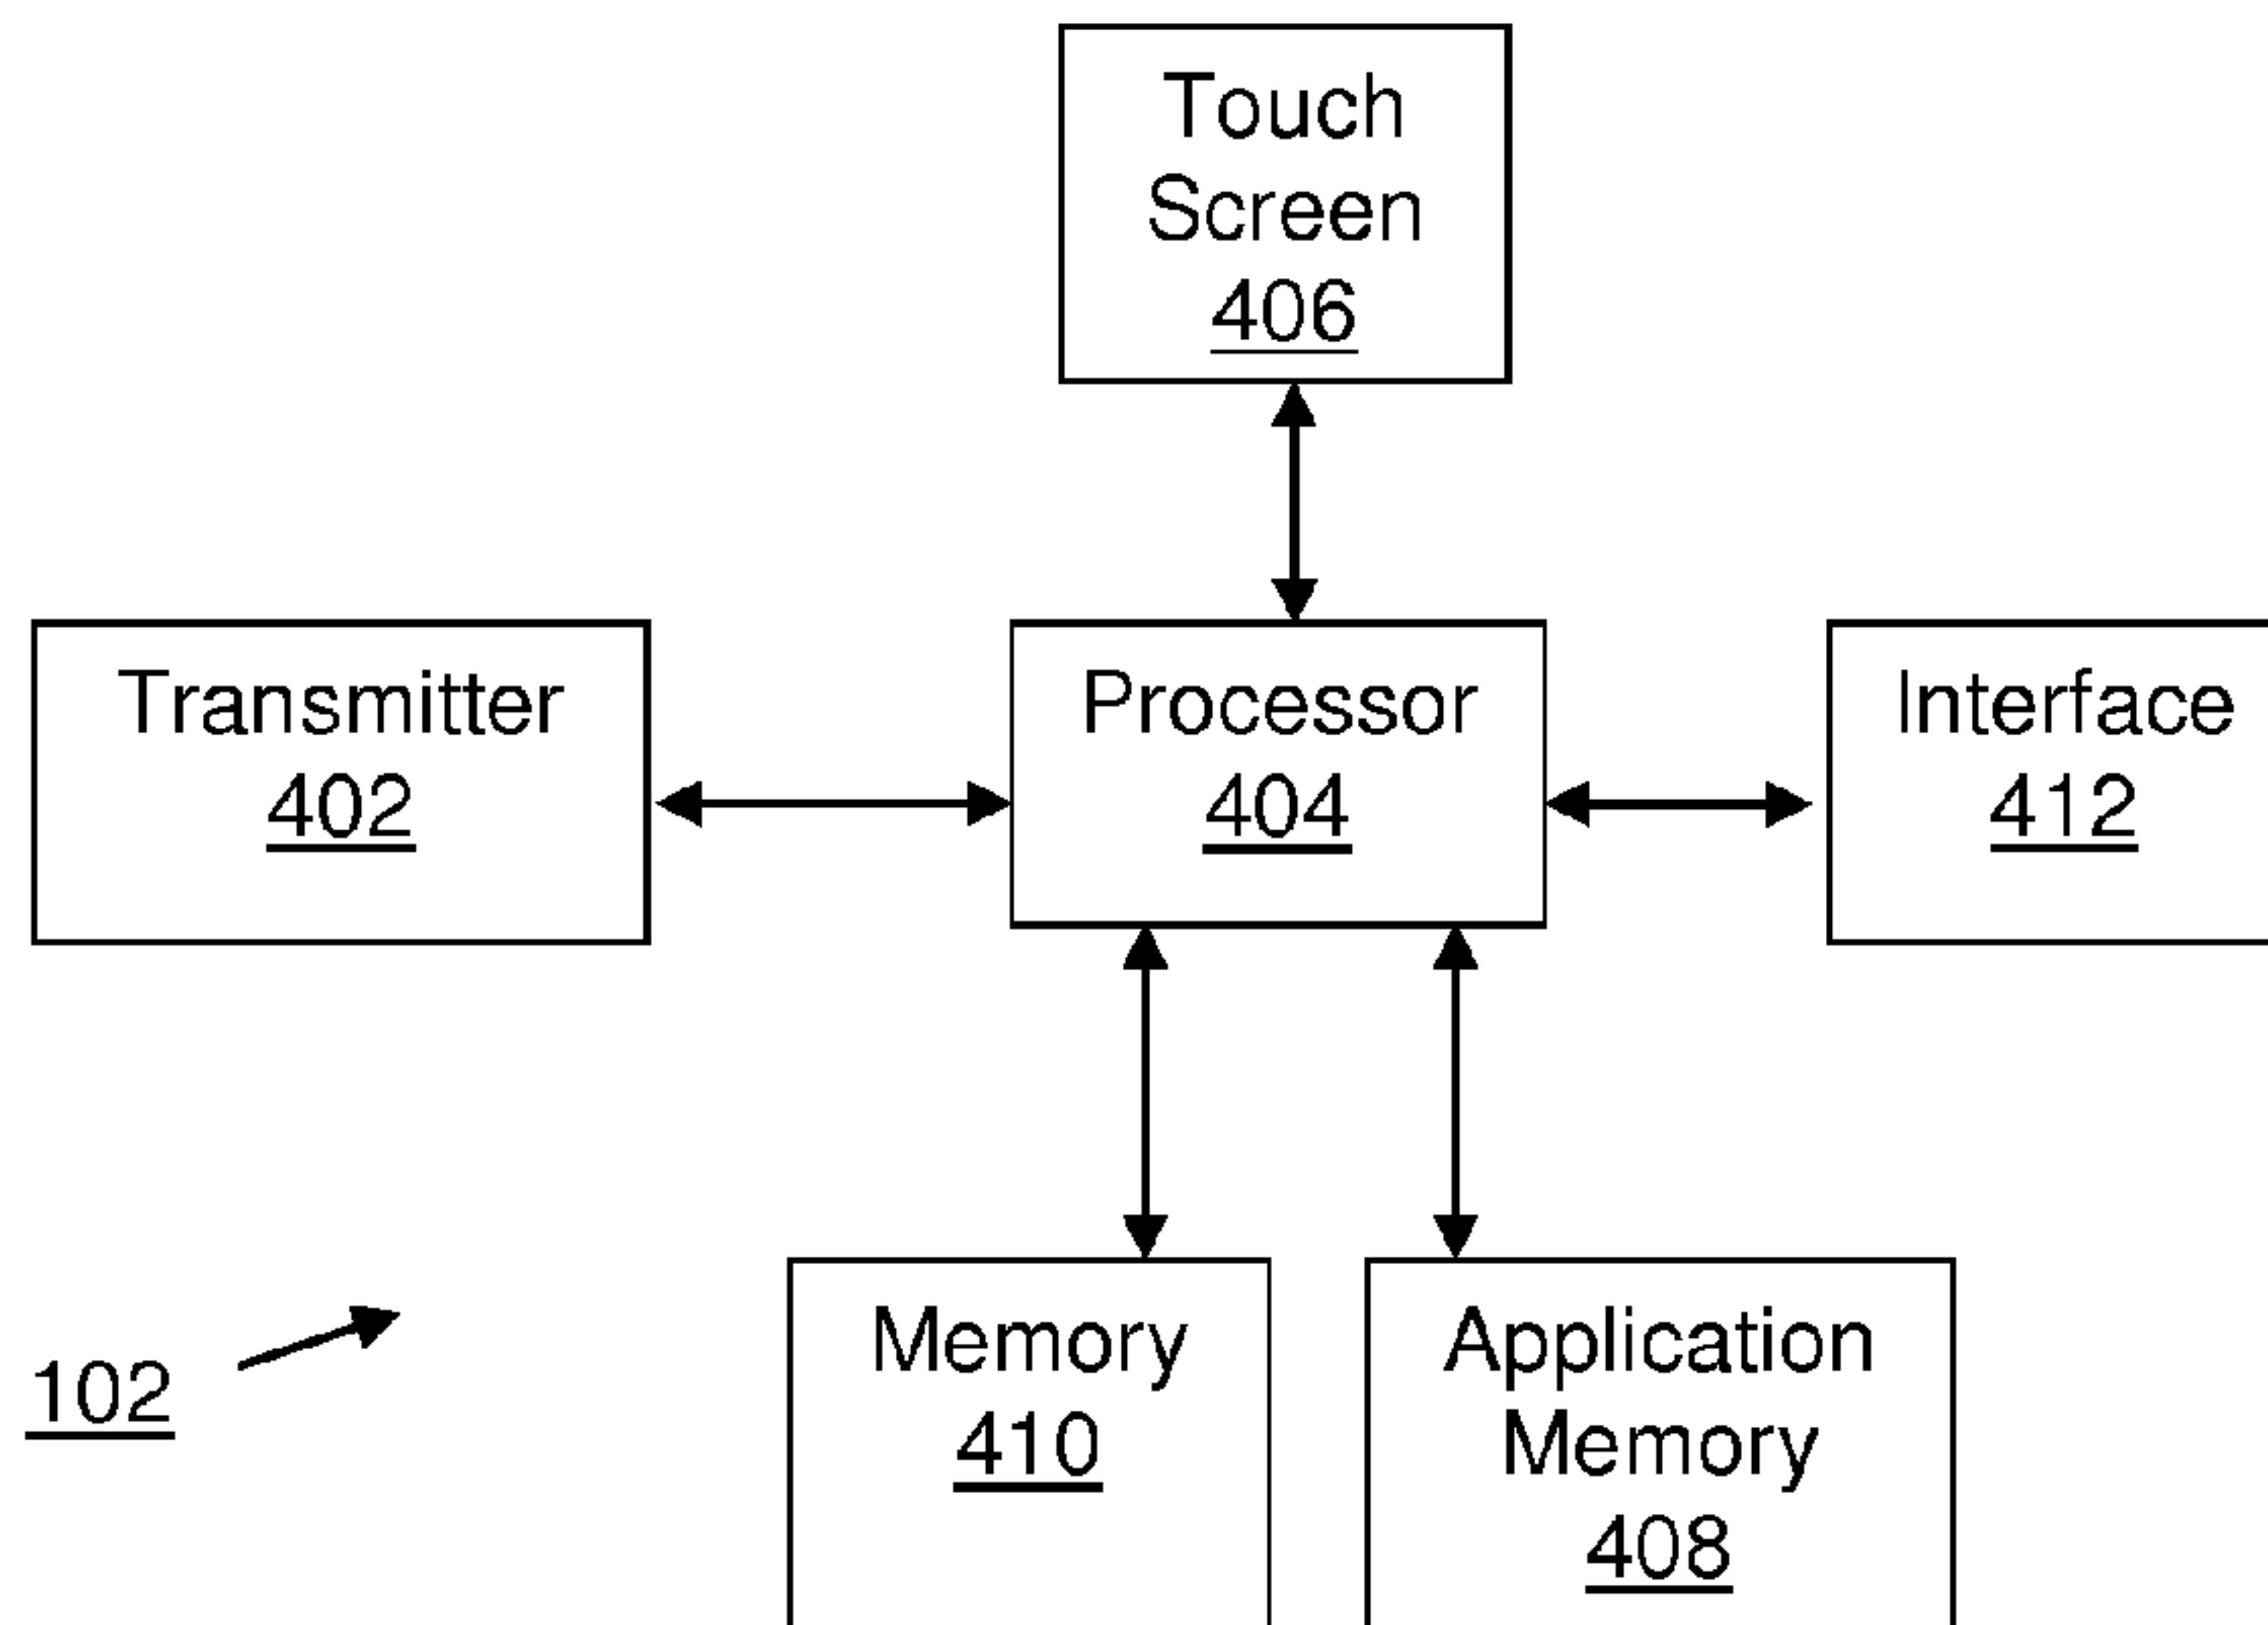 Touch
Screen
406
Transmitter
402
Processor
404
Interface
412
102
Memory
410
Application
Memory
408